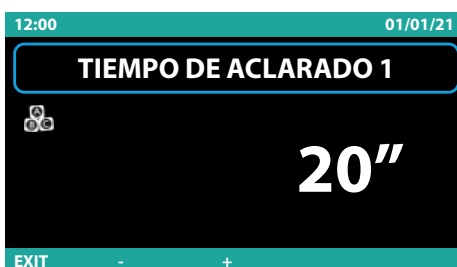 12:00 01/01/21
TIEMPO DE ACLARADO 1
A
B C
20"
EXIT - +